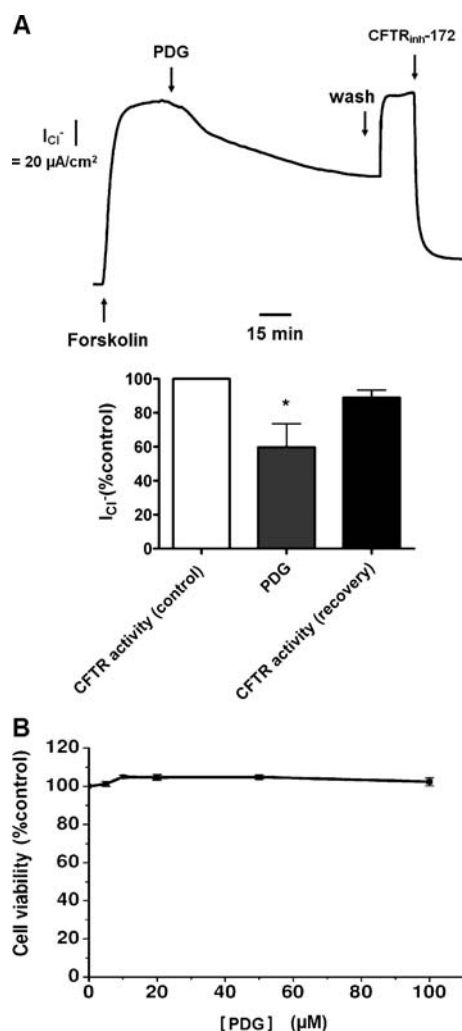 A
PDG
CFTRinh-172
wash
ICl-
= 20 µA/cm²
15 min
Forskolin
100
80
60
40
20
0
ICl-(%control)
*
CFTR activity (control)
PDG
CFTR activity (recovery)
B
120
100
80
60
40
20
0
Cell viability (%control)
0 20 40 60 80 100
[PDG] (µM)